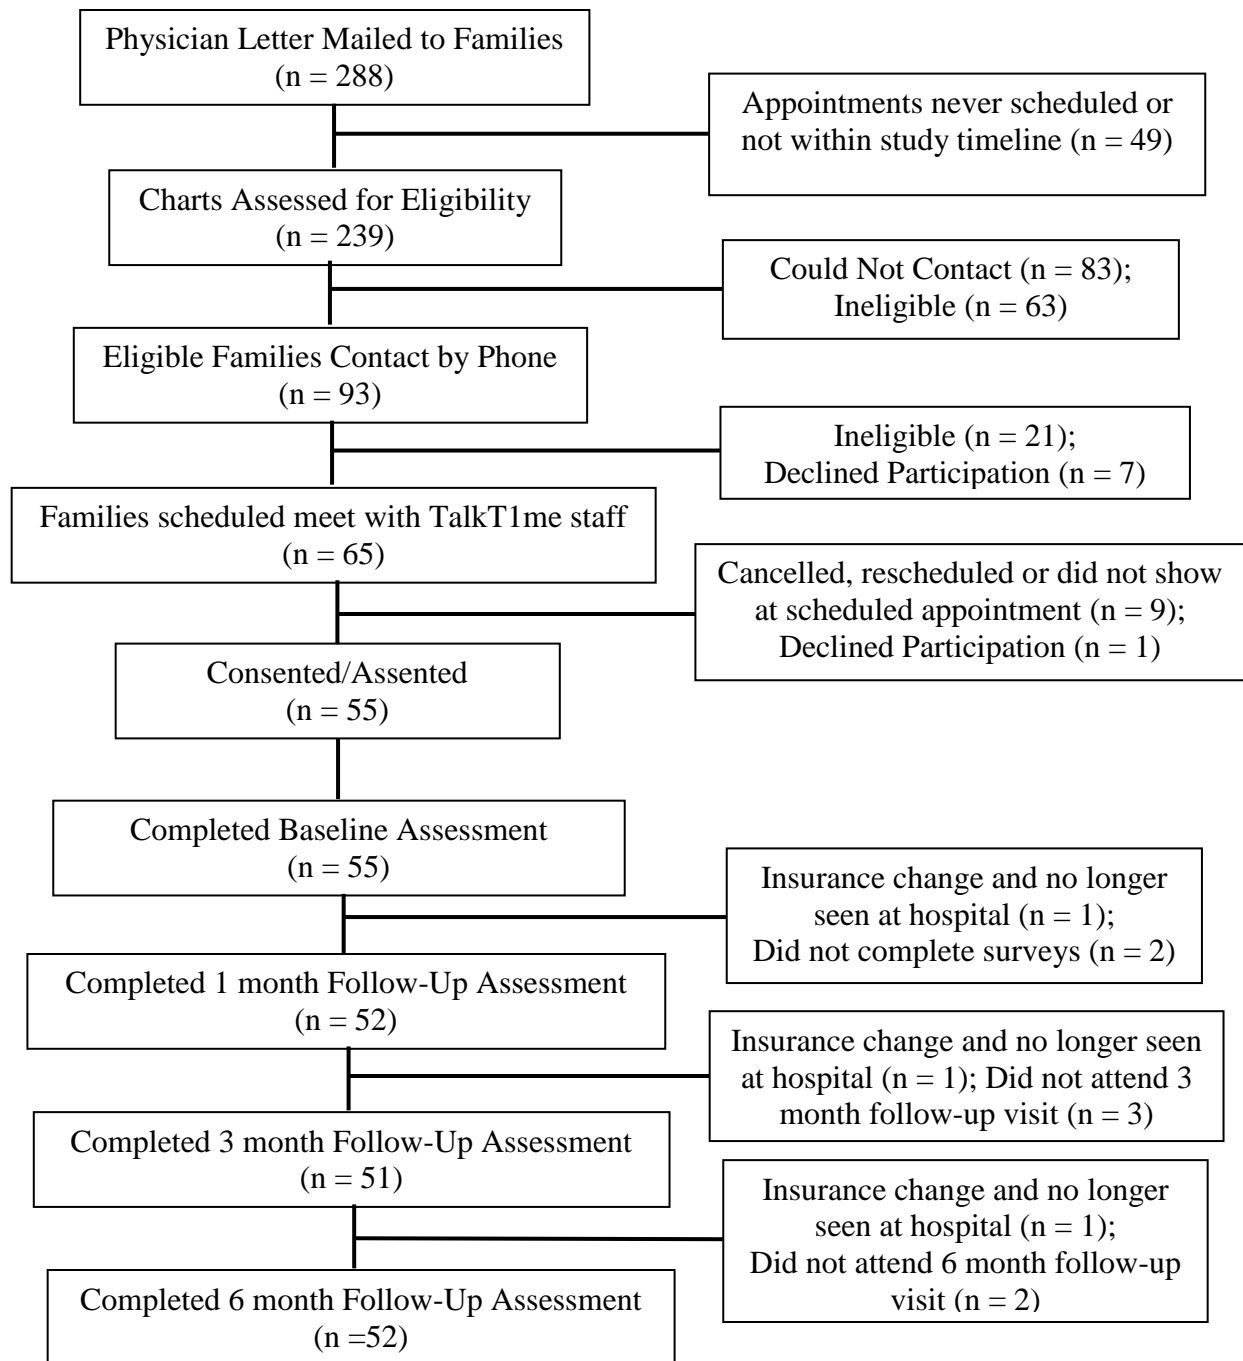 Physician Letter Mailed to Families
(n = 288)
Appointments never scheduled or
not within study timeline (n = 49)
Charts Assessed for Eligibility
(n = 239)
Could Not Contact (n = 83);
Ineligible (n = 63)
Eligible Families Contact by Phone
(n = 93)
Ineligible (n = 21);
Declined Participation (n = 7)
Families scheduled meet with TalkT1me staff
(n = 65)
Cancelled, rescheduled or did not show
at scheduled appointment (n = 9);
Declined Participation (n = 1)
Consented/Assented
(n = 55)
Completed Baseline Assessment
(n = 55)
Insurance change and no longer
seen at hospital (n = 1);
Did not complete surveys (n = 2)
Completed 1 month Follow-Up Assessment
(n = 52)
Insurance change and no longer seen
at hospital (n = 1); Did not attend 3
month follow-up visit (n = 3)
Completed 3 month Follow-Up Assessment
(n = 51)
Insurance change and no longer
seen at hospital (n = 1);
Did not attend 6 month follow-up
visit (n = 2)
Completed 6 month Follow-Up Assessment
(n =52)